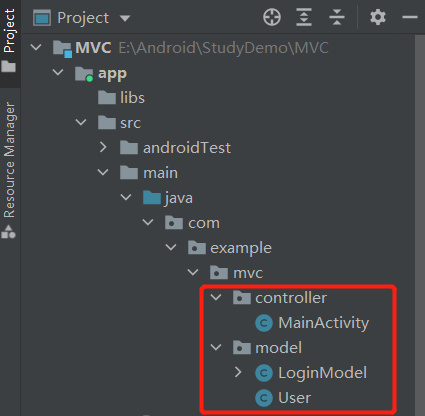 Project
MVC E:\Android\StudyDemo\MVC
app
libs
src
androidTest
main
java
com
example
mvc
controller
MainActivity
model
LoginModel
User
Project
Resource Manager